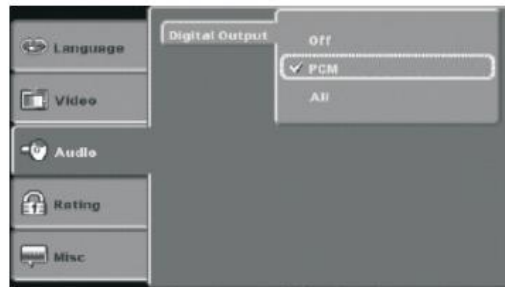 Language
Video
Audio
Rating
Misc
Digital Output
Off
PCM
All